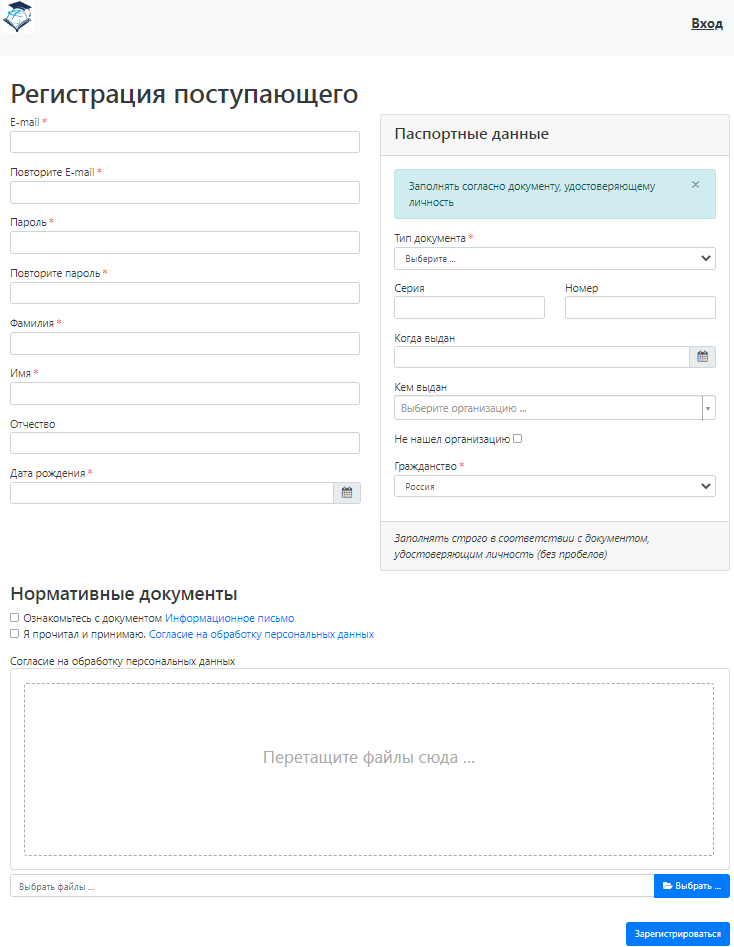 Вход
Регистрация поступающего
E-mail *
Повторите E-mail *
Пароль *
Повторите пароль *
Фамилия *
Имя *
Отчество
Дата рождения *
Паспортные данные
Заполнять согласно документу, удостоверяющему
личность
×
Тип документа *
Выберите ...
Серия
Номер
Когда выдан
Кем выдан
Выберите организацию ...
Не нашел организацию
Гражданство *
Россия
Заполнять строго в соответствии с документом,
удостоверяющим личность (без пробелов)
Нормативные документы
Ознакомьтесь с документом Информационное письмо
Я прочитал и принимаю. Согласие на обработку персональных данных
Согласие на обработку персональных данных
Перетащите файлы сюда ...
Выбрать файлы ...
Выбрать ...
Зарегистрироваться